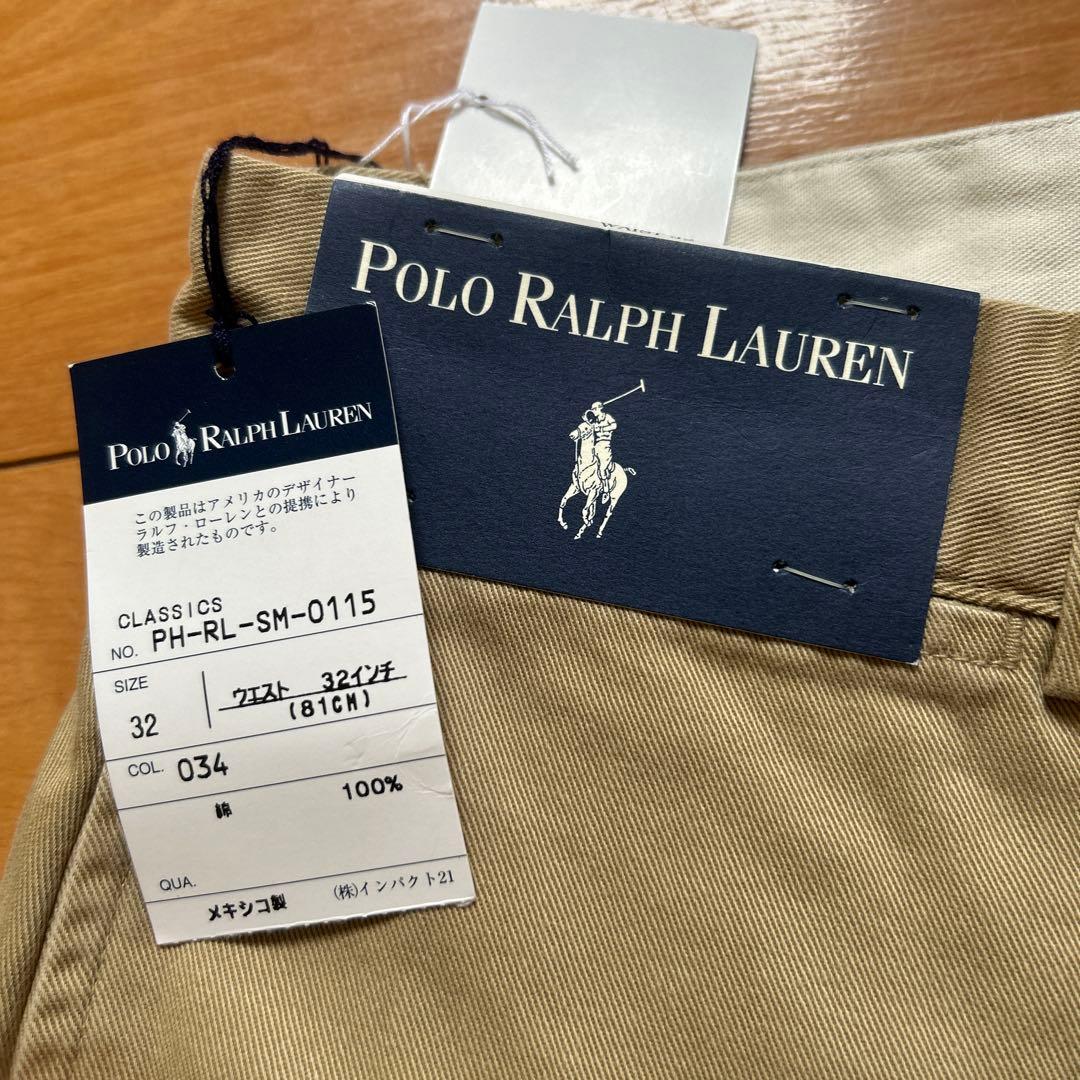 POLO RALPH LAUREN
POLO RALPH LAUREN
この製品はアメリカのデザイナー
ラルフ・ローレンとの提携により
製造されたものです。
CLASSICS
NO. PH-RL-SM-0115
SIZE
32
ウエスト 32インチ
(81CM)
COL. 034
綿 100%
QUA.
メキシコ製 (株)インパクト21